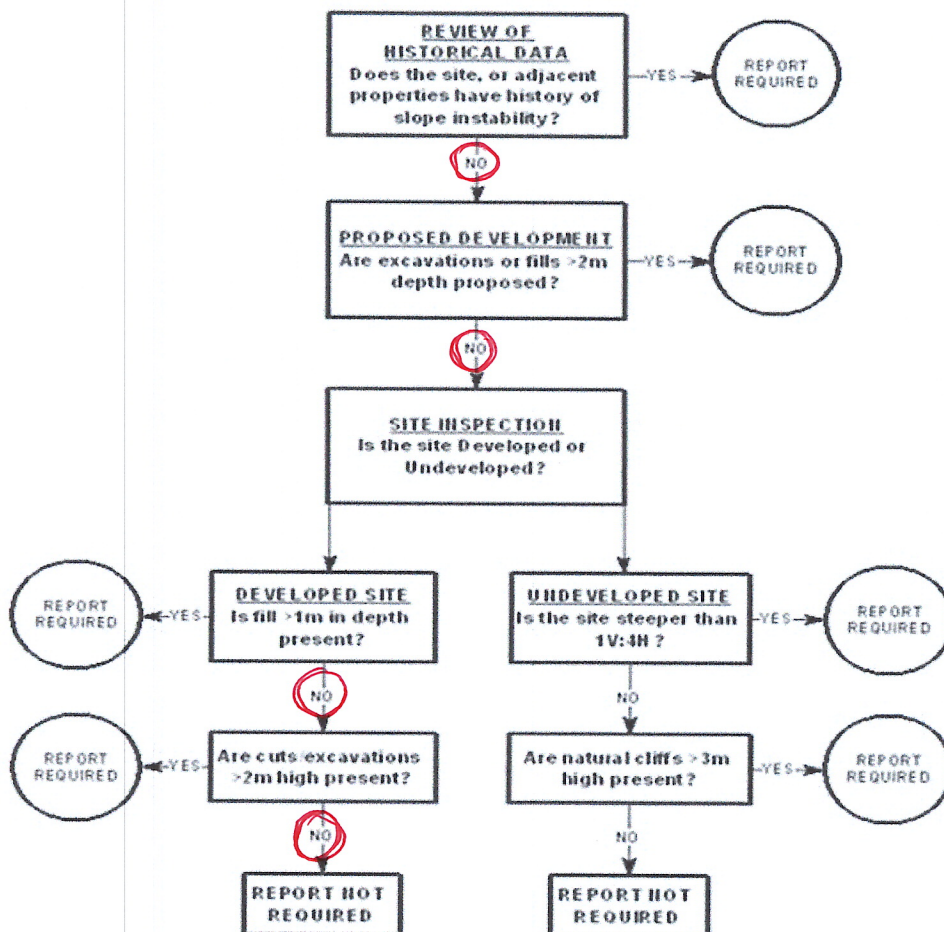 REVIEW OF
HISTORICAL DATA
Does the site, or adjacent
properties have history of
slope instability?
YES
REPORT
REQUIRED
NO
PROPOSED DEVELOPMENT
Are excavations or fills >2m
depth proposed?
YES
REPORT
REQUIRED
NO
SITE INSPECTION
Is the site Developed or
Undeveloped?
REPORT
REQUIRED
YES
DEVELOPED SITE
Is fill >1m in depth
present?
UNDEVELOPED SITE
Is the site steeper than
1V:4H ?
YES
REPORT
REQUIRED
NO
NO
REPORT
REQUIRED
YES
Are cuts/excavations
>2m high present?
Are natural cliffs >3m
high present?
YES
REPORT
REQUIRED
NO
NO
REPORT NOT
REQUIRED
REPORT NOT
REQUIRED